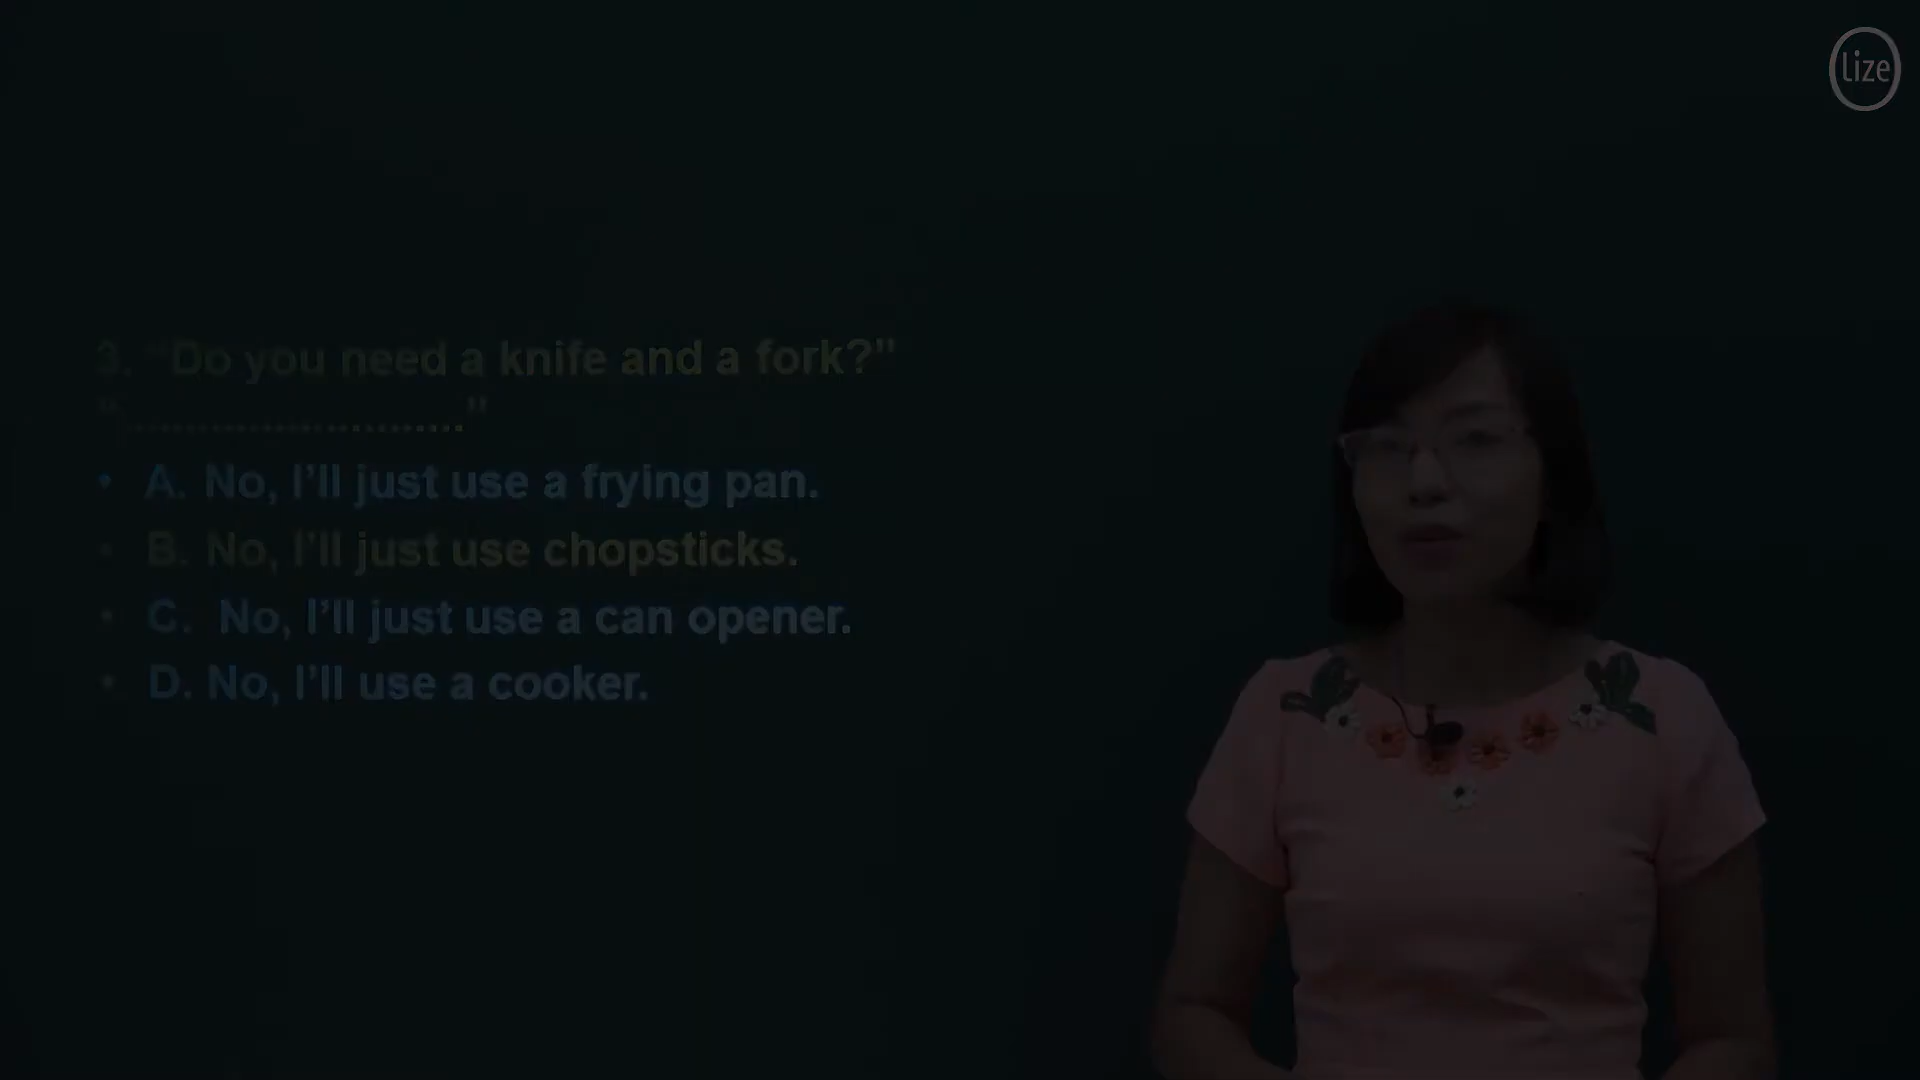 Lize
3. "Do you need a knife and a fork?"
"..........................."
• A. No, I'll just use a frying pan.
• B. No, I'll just use chopsticks.
• C. No, I'll just use a can opener.
• D. No, I'll use a cooker.